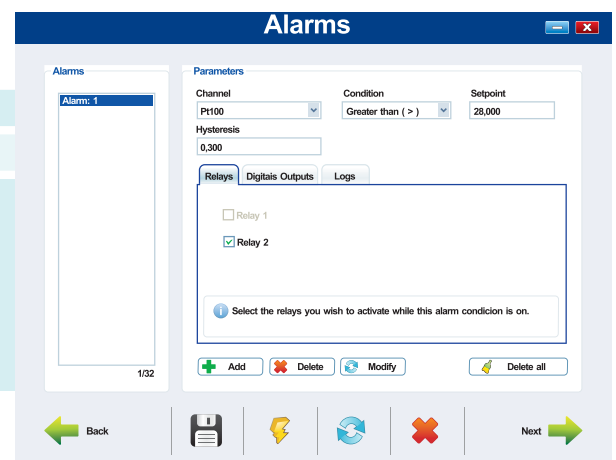 Alarms
Alarms
Alarm: 1
1/32
Parameters
Channel Condition Setpoint
Pt100 Greater than ( > ) 28,000
Hysteresis
0,300
Relays Digitais Outputs Logs
Relay 1
Relay 2
Select the relays you wish to activate while this alarm condicion is on.
Add Delete Modify Delete all
Back Next